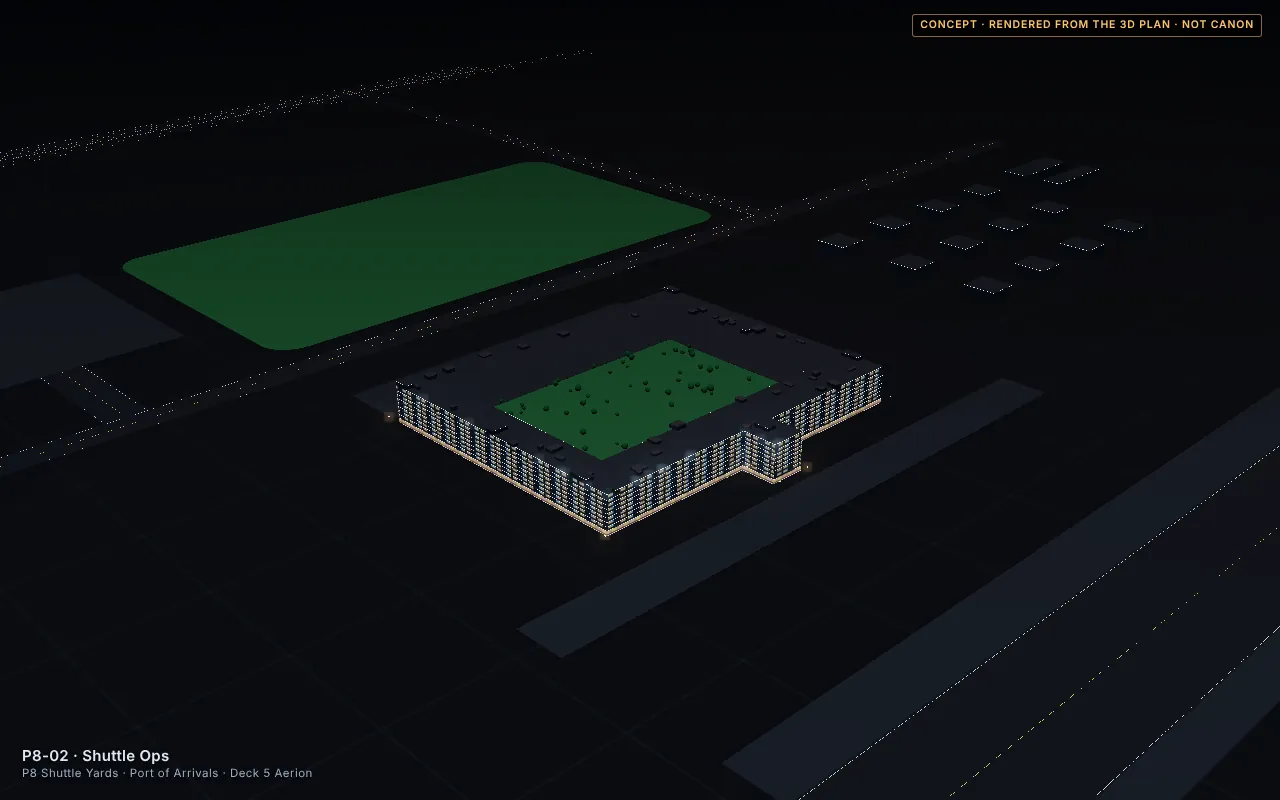 CONCEPT · RENDERED FROM THE 3D PLAN · NOT CANON
P8-02 · Shuttle Ops
P8 Shuttle Yards · Port of Arrivals · Deck 5 Aerion